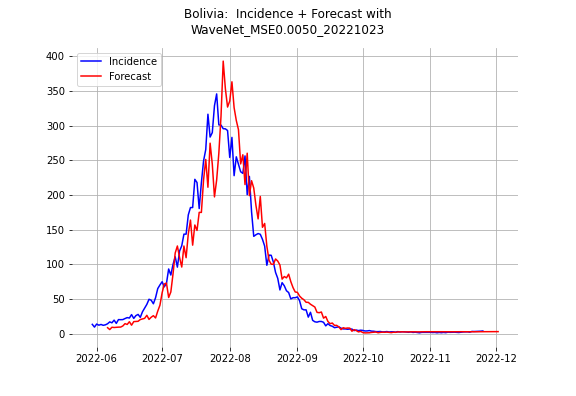 Bolivia:  Incidence + Forecast with
WaveNet_MSE0.0050_20221023
Incidence
Forecast
400
350
300
250
200
150
100
50
0
2022-06 2022-07 2022-08 2022-09 2022-10 2022-11 2022-12